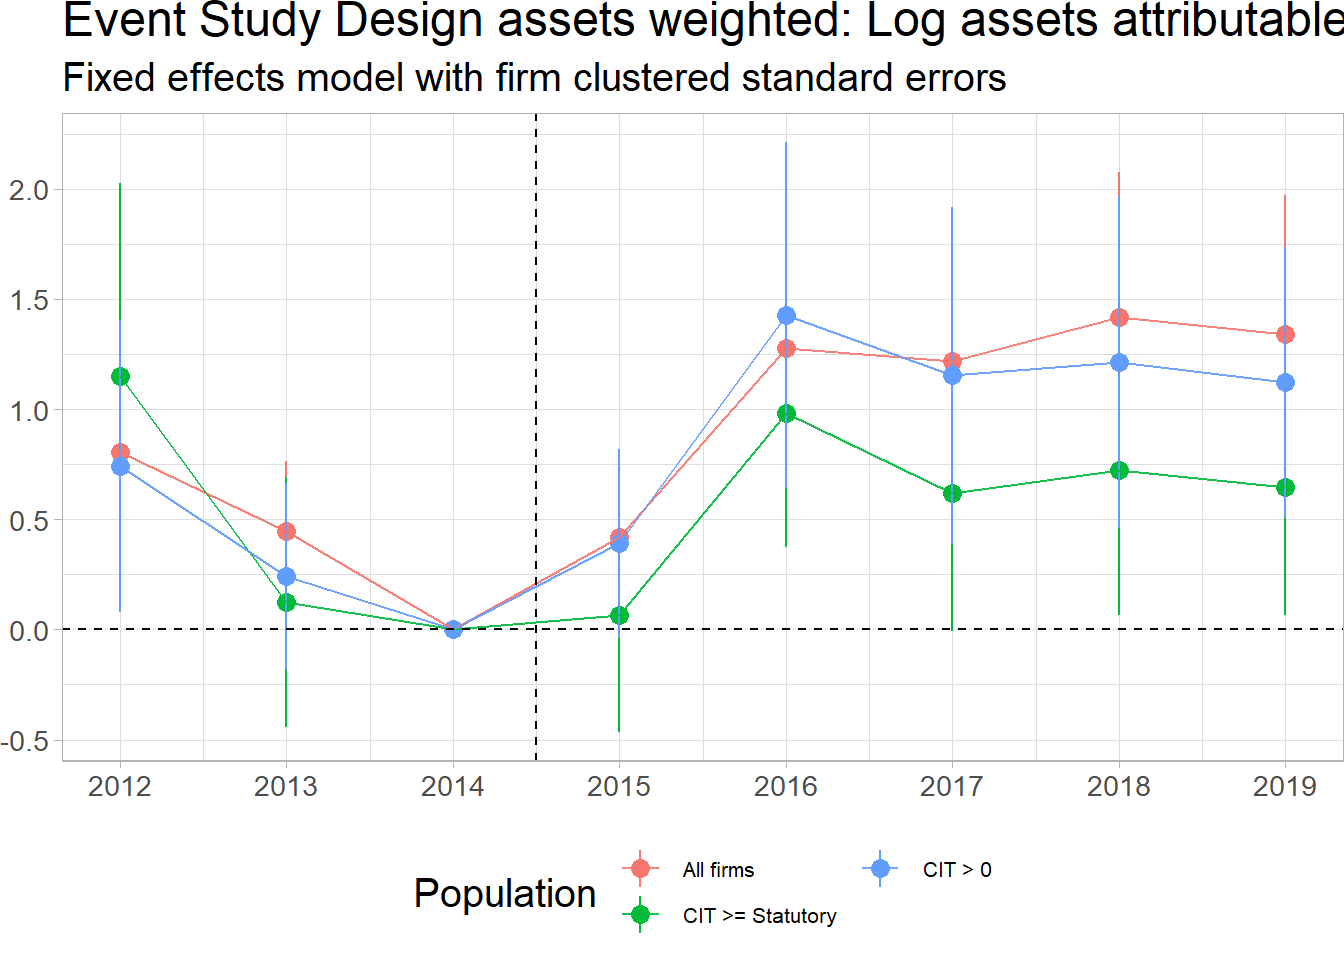 Event Study Design assets weighted: Log assets attributable
Fixed effects model with firm clustered standard errors
2.0
1.5
1.0
0.5
0.0
-0.5
2012 2013 2014 2015 2016 2017 2018 2019
Population
All firms
CIT > 0
CIT >= Statutory